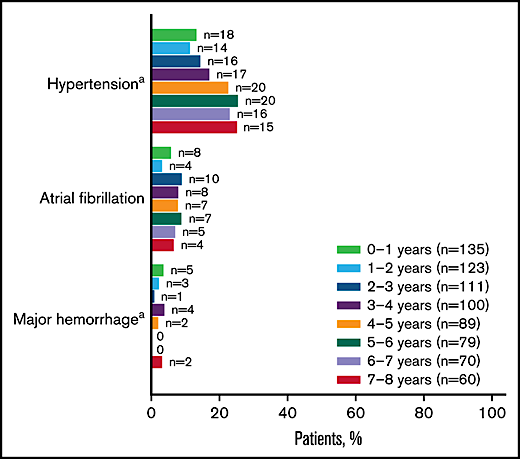 Hypertensionᵃ
n=18
n=14
n=16
n=17
n=20
n=20
n=16
n=15
Atrial fibrillation
n=8
n=4
n=10
n=8
n=7
n=7
n=5
n=4
Major hemorrhageᵃ
n=5
n=3
n=1
n=4
n=2
0
0
n=2
0–1 years (n=135)
1–2 years (n=123)
2–3 years (n=111)
3–4 years (n=100)
4–5 years (n=89)
5–6 years (n=79)
6–7 years (n=70)
7–8 years (n=60)
0 20 40 60 80 100
Patients, %